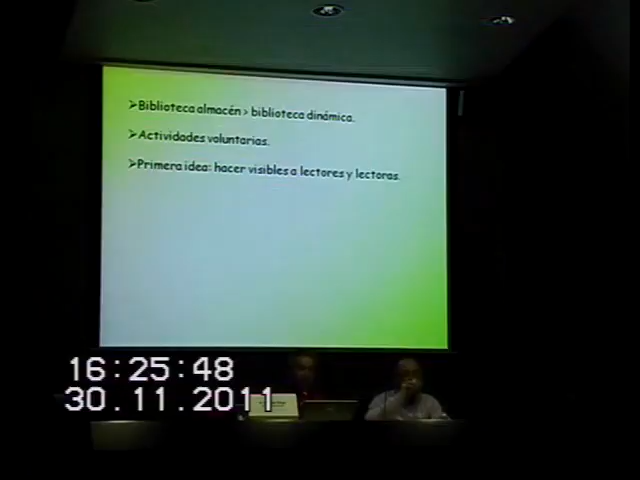 ➢Biblioteca almacén > biblioteca dinámica.
➢Actividades voluntarias.
➢Primera idea: hacer visibles a lectores y lectoras.
16:25:48
30.11.2011